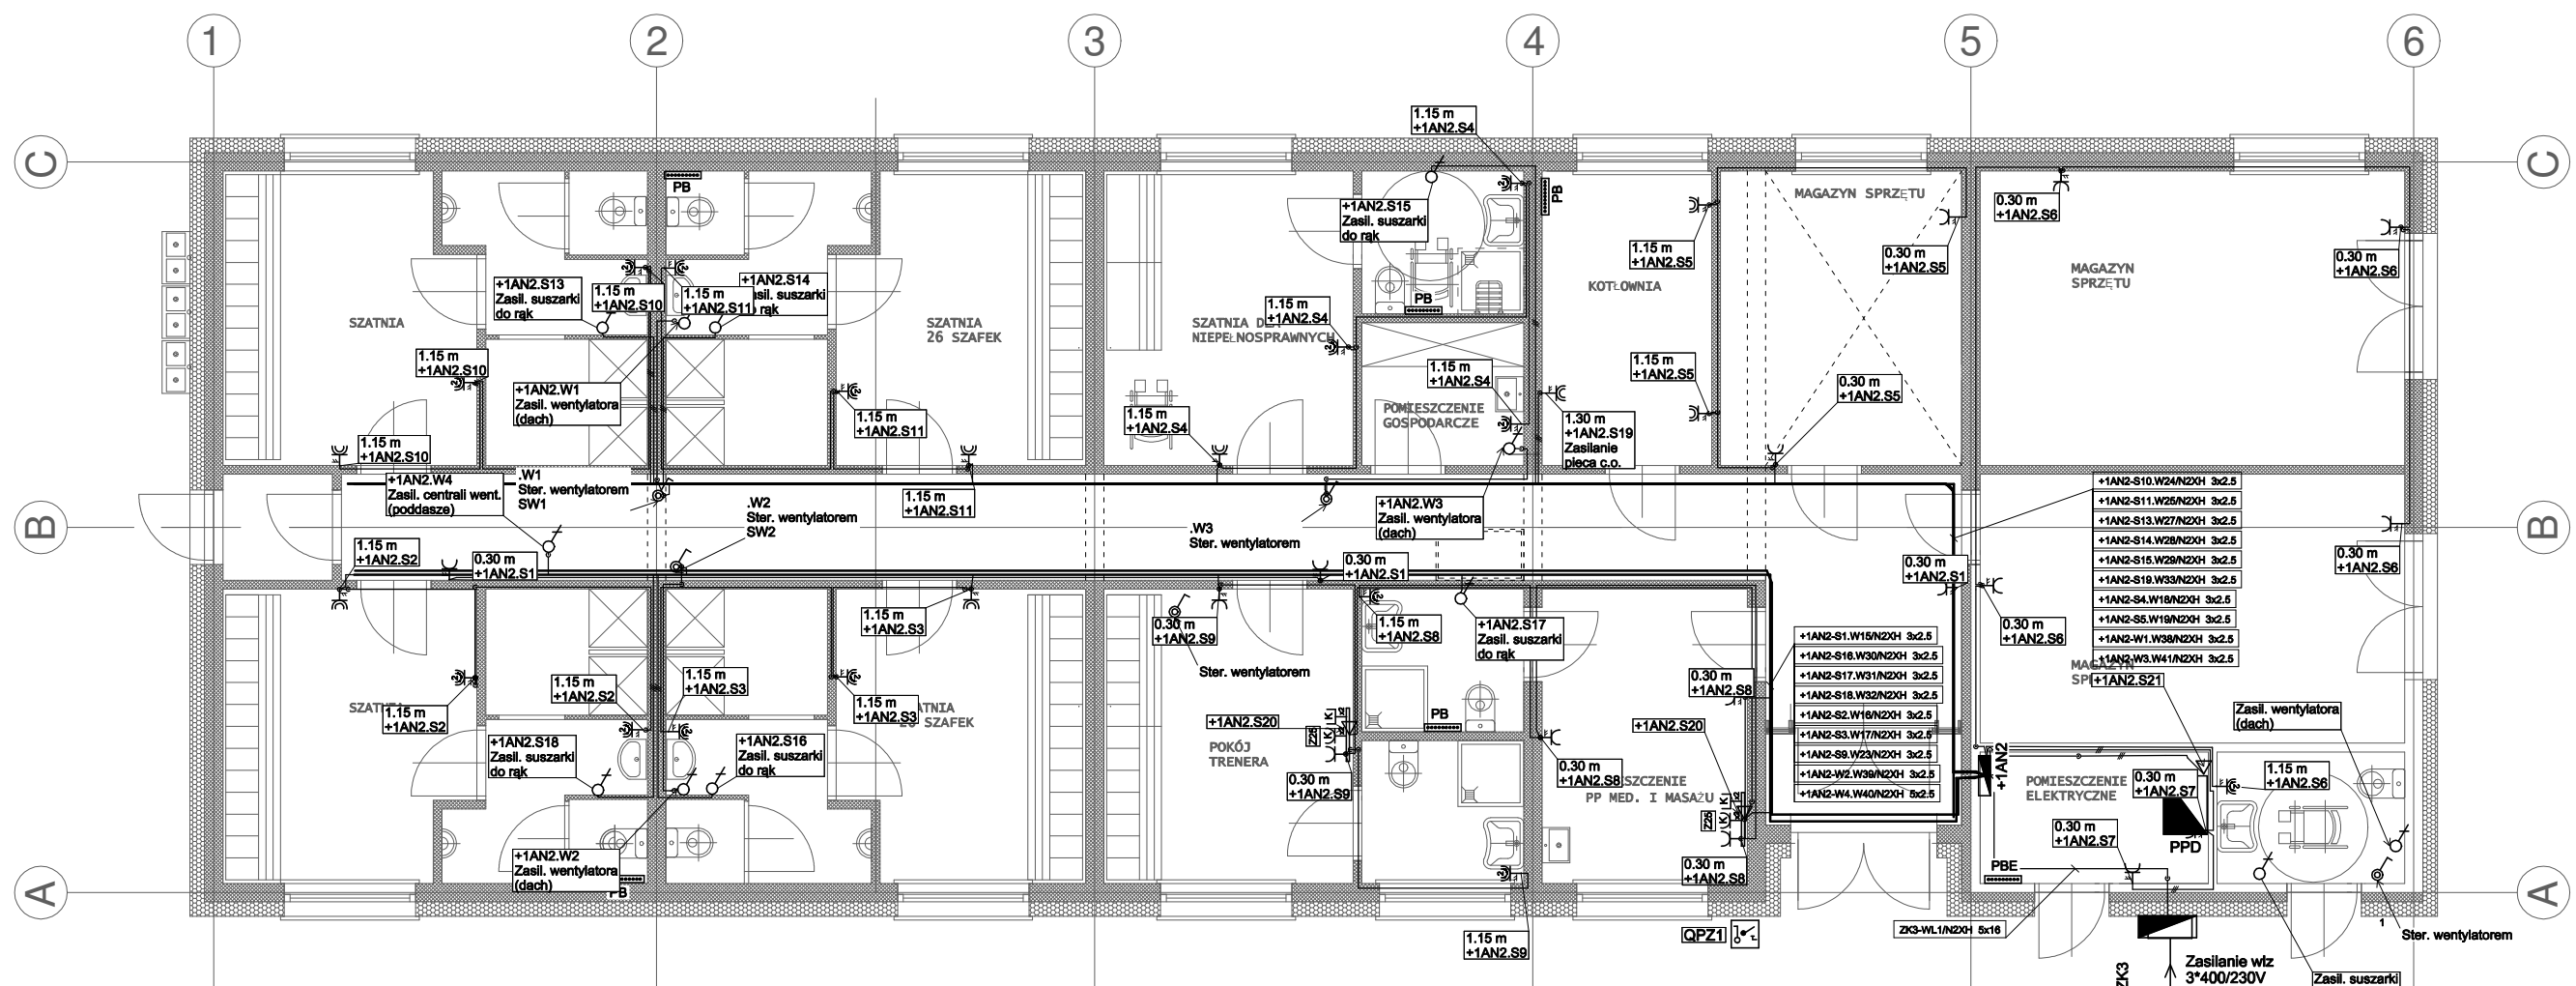 1
2
3
4
5
6
1.15 m
+1AN2.S4
C
C
PB
PB
0.30 m
+1AN2.S6
MAGAZYN SPRZĘTU
+1AN2.S15
Zasil. suszarki
do rąk
1.15 m
+1AN2.S5
0.30 m
+1AN2.S5
0.30 m
+1AN2.S6
MAGAZYN
SPRZĘTU
KOTŁOWNIA
+1AN2.S13
Zasil. suszarki
do rąk
1.15 m
+1AN2.S10
1.15 m
+1AN2.S11
+1AN2.S14
sil. suszarki
rąk
PB
1.15 m
+1AN2.S4
SZATNIA
SZATNIA
26 SZAFEK
SZATNIA DLA
NIEPEŁNOSPRAWNYCH
1.15 m
+1AN2.S10
1.15 m
+1AN2.S4
1.15 m
+1AN2.S5
0.30 m
+1AN2.S5
+1AN2.W1
Zasil. wentylatora
(dach)
1.15 m
+1AN2.S11
1.15 m
+1AN2.S4
POMIESZCZENIE
GOSPODARCZE
1.30 m
+1AN2.S19
Zasilanie
pieca c.o.
1.15 m
+1AN2.S10
+1AN2.W4
Zasil. centrali went.
(poddasze)
.W1
Ster. wentylatorem
SW1
1.15 m
+1AN2.S11
.W2
Ster. wentylatorem
SW2
.W3
Ster. wentylatorem
+1AN2.W3
Zasil. wentylatora
(dach)
+1AN2-S10.W24/N2XH 3x2.5
+1AN2-S11.W25/N2XH 3x2.5
+1AN2-S13.W27/N2XH 3x2.5
+1AN2-S14.W28/N2XH 3x2.5
+1AN2-S15.W29/N2XH 3x2.5
+1AN2-S19.W33/N2XH 3x2.5
+1AN2-S4.W18/N2XH 3x2.5
+1AN2-S5.W19/N2XH 3x2.5
+1AN2-W1.W38/N2XH 3x2.5
+1AN2-W3.W41/N2XH 3x2.5
B
B
1.15 m
+1AN2.S2
0.30 m
+1AN2.S1
0.30 m
+1AN2.S1
0.30 m
+1AN2.S1
0.30 m
+1AN2.S6
1.15 m
+1AN2.S3
0.30 m
+1AN2.S9
1.15 m
+1AN2.S8
+1AN2.S17
Zasil. suszarki
do rąk
0.30 m
+1AN2.S6
Ster. wentylatorem
+1AN2-S1.W15/N2XH 3x2.5
+1AN2-S16.W30/N2XH 3x2.5
+1AN2-S17.W31/N2XH 3x2.5
+1AN2-S18.W32/N2XH 3x2.5
+1AN2-S2.W16/N2XH 3x2.5
+1AN2-S3.W17/N2XH 3x2.5
+1AN2-S9.W23/N2XH 3x2.5
+1AN2-W2.W39/N2XH 3x2.5
+1AN2-W4.W40/N2XH 5x2.5
MAGAZYN
SP
+1AN2.S21
1.15 m
+1AN2.S2
1.15 m
+1AN2.S3
0.30 m
+1AN2.S8
SZATNIA
1.15 m
+1AN2.S2
1.15 m
+1AN2.S3
ATNIA
26 SZAFEK
+1AN2.S20
PB
+1AN2.S20
Zasil. wentylatora
(dach)
+1AN2.S18
Zasil. suszarki
do rąk
+1AN2.S16
Zasil. suszarki
do rąk
POKÓJ
TRENERA
Z26
0.30 m
+1AN2.S9
0.30 m
+1AN2.S8
SZCZENIE
PP MED. I MASAŻU
Z25
+1AN2
POMIESZCZENIE
ELEKTRYCZNE
0.30 m
+1AN2.S7
1.15 m
+1AN2.S6
0.30 m
+1AN2.S7
PPD
+1AN2.W2
Zasil. wentylatora
(dach)
PB
0.30 m
+1AN2.S8
PBE
A
A
1.15 m
+1AN2.S9
QPZ1
ZK3-WL1/N2XH 5x16
1
Ster. wentylatorem
ZK3
Zasilanie wlz
3*400/230V
Zasil. suszarki